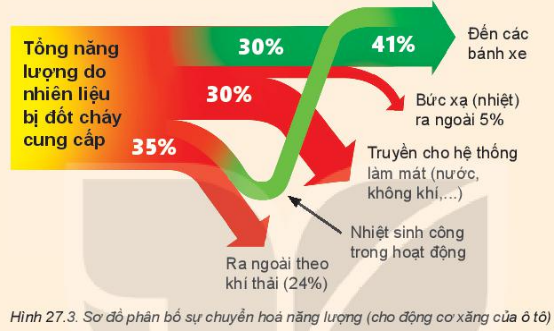 Tổng năng
lượng do
nhiên liệu
bị đốt cháy
cung cấp
30%
41%
Đến các
bánh xe
30%
Bức xạ (nhiệt)
ra ngoài 5%
35%
Truyền cho hệ thống
làm mát (nước,
không khí,...)
Nhiệt sinh công
trong hoạt động
Ra ngoài theo
khí thải (24%)
Hình 27.3. Sơ đồ phân bố sự chuyển hoá năng lượng (cho động cơ xăng của ô tô)